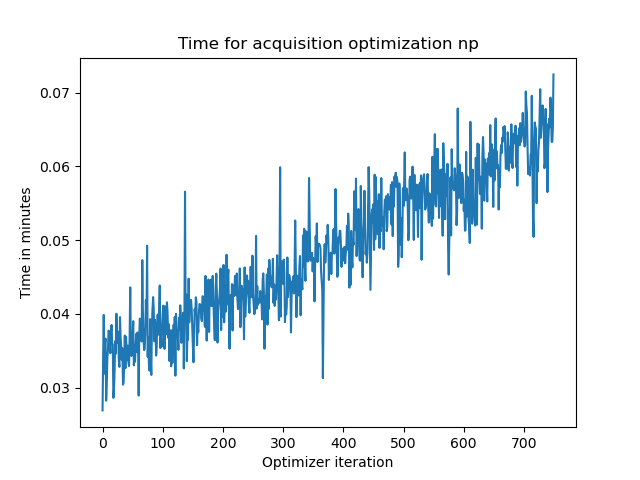 Time for acquisition optimization np
Time in minutes
0.07
0.06
0.05
0.04
0.03
0 100 200 300 400 500 600 700
Optimizer iteration